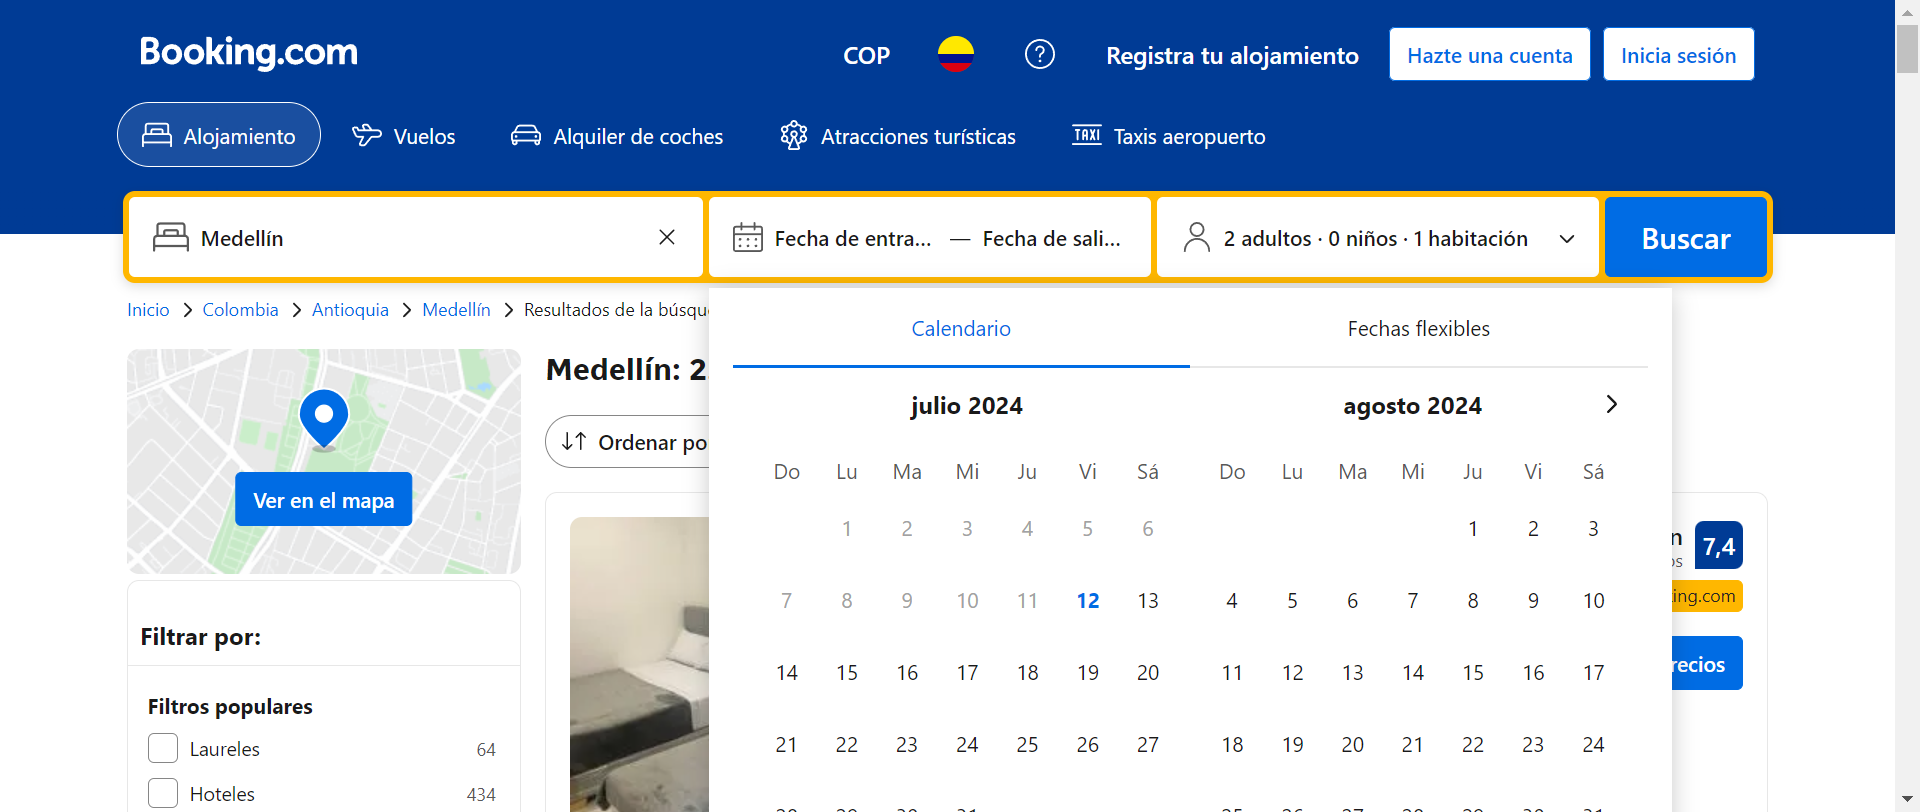 Booking.com
COP
Registra tu alojamiento
Hazte una cuenta
Inicia sesión
Alojamiento
Vuelos
Alquiler de coches
Atracciones turísticas
TAXI
Taxis aeropuerto
Medellín
Fecha de entra... — Fecha de sali...
2 adultos · 0 niños · 1 habitación
Buscar
Inicio > Colombia > Antioquia > Medellín > Resultados de la búsqu
Calendario
Fechas flexibles
Medellín: 2
Ordenar po
Ver en el mapa
julio 2024
Do Lu Ma Mi Ju Vi Sá
1 2 3 4 5 6
7 8 9 10 11 12 13
14 15 16 17 18 19 20
21 22 23 24 25 26 27
agosto 2024
Do Lu Ma Mi Ju Vi Sá
1 2 3
4 5 6 7 8 9 10
11 12 13 14 15 16 17
18 19 20 21 22 23 24
7,4
ing.com
recios
Filtrar por:
Filtros populares
Laureles 64
Hoteles 434